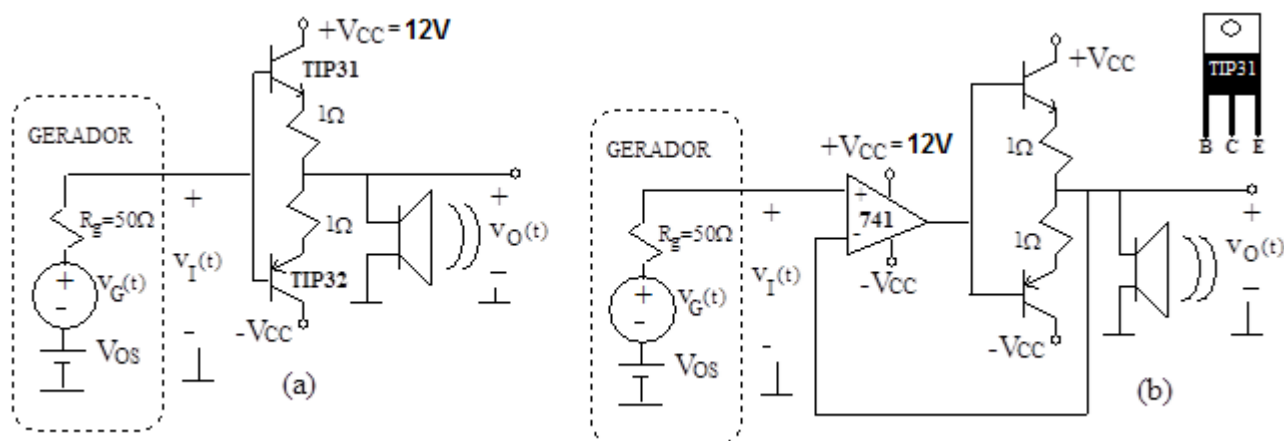 +VCC = 12V
TIP31
1Ω
GERADOR
Rg=50Ω
+
vI(t)
-
+
-
vG(t)
VOS
1Ω
TIP32
-VCC
+
vO(t)
-
(a)
GERADOR
Rg=50Ω
+
vI(t)
-
+
-
vG(t)
VOS
+VCC = 12V
+
-
741
-VCC
+VCC
1Ω
1Ω
-VCC
+
vO(t)
-
(b)
TIP31
B C E